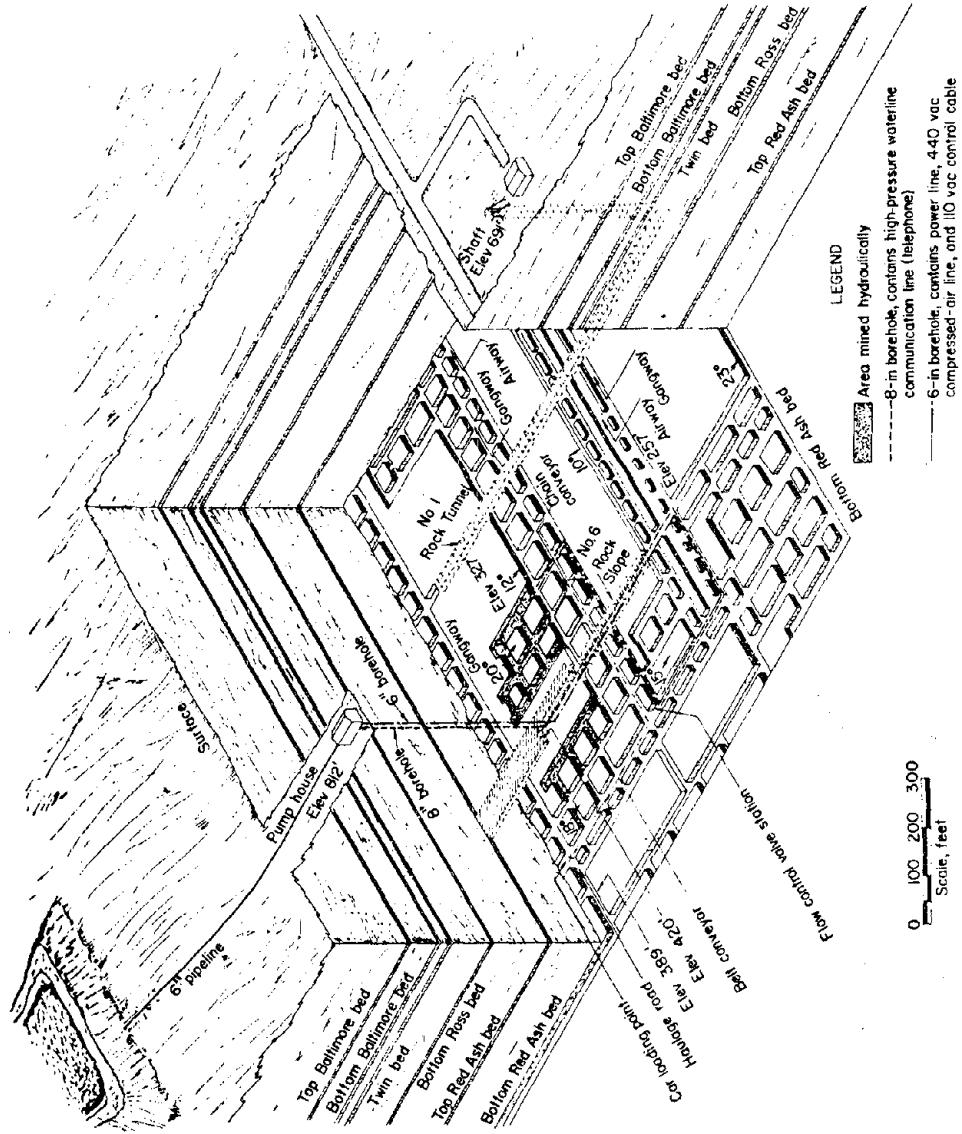 6" pipeline
Surface
Pump house
Elev 812'
8" borehole
6" borehole
Top Baltimore bed
Bottom Baltimore bed
Twin bed
Bottom Ross bed
Top Red Ash bed
Bottom Red Ash bed
Shaft
Elev 691'
Top Baltimore bed
Bottom Baltimore bed
Twin bed
Bottom Ross bed
Top Red Ash bed
Bottom Red Ash bed
Gangway
No. 1
Rock Tunnel
Elev 327'
Gangway
Airway
20°
12°
Chain
conveyor
10°
No. 6
Rock
Slope
Elev 257'
Airway
Gangway
23°
18°
Car loading point
Haulage road
Elev 389'
Elev 420'
Belt conveyor
Flow control valve station
0 100 200 300
Scale, feet
LEGEND
Area mined hydraulically
8-in borehole, contains high-pressure waterline
communication line (telephone)
6-in borehole, contains power line, 440 vac
compressed-air line, and 110 vac control cable